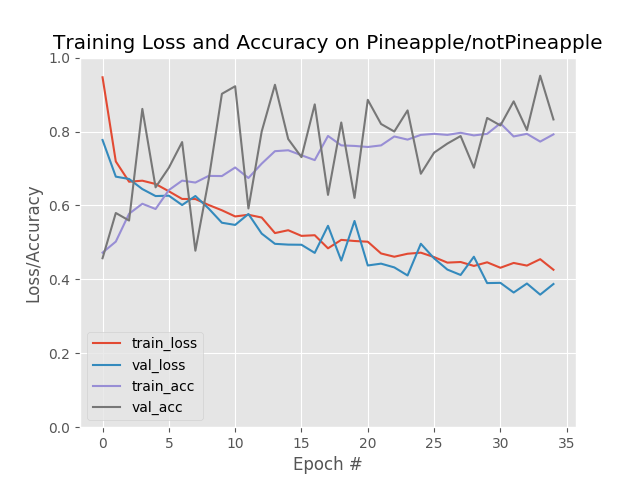 Training Loss and Accuracy on Pineapple/notPineapple
Loss/Accuracy
1.0
0.8
0.6
0.4
0.2
0.0
train_loss
val_loss
train_acc
val_acc
0 5 10 15 20 25 30 35
Epoch #